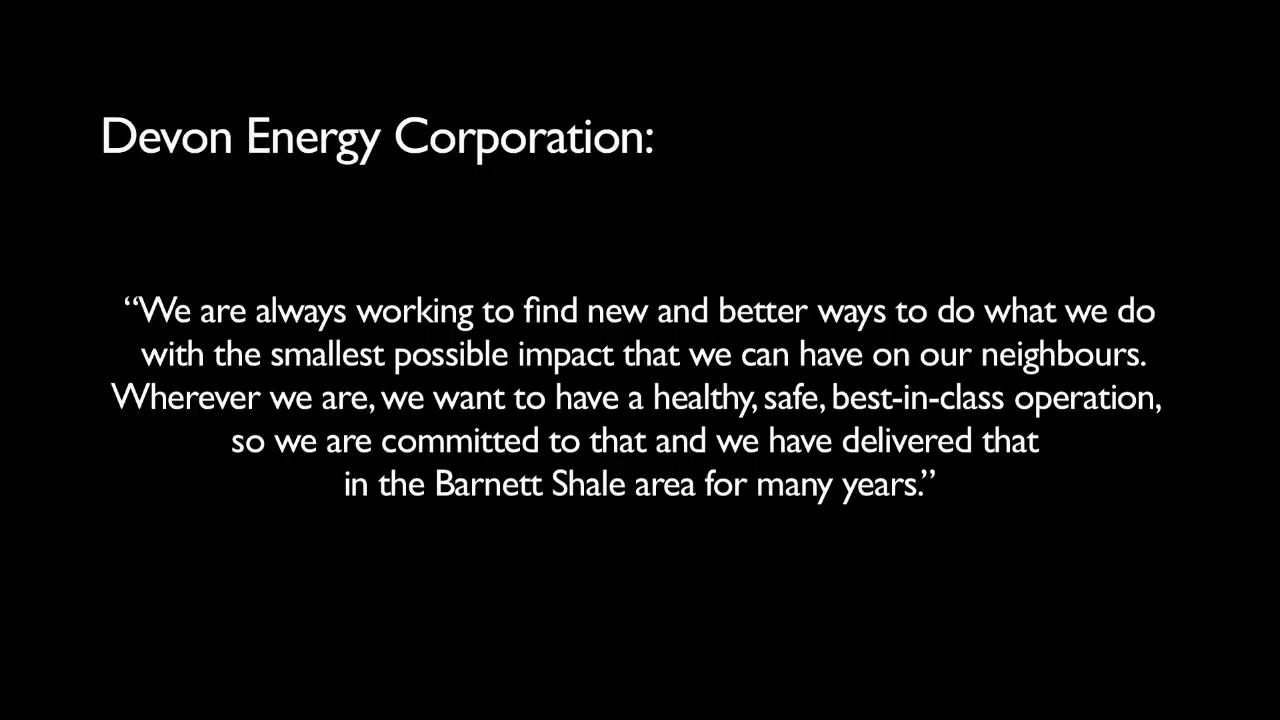 Devon Energy Corporation:
“We are always working to find new and better ways to do what we do
with the smallest possible impact that we can have on our neighbours.
Wherever we are, we want to have a healthy, safe, best-in-class operation,
so we are committed to that and we have delivered that
in the Barnett Shale area for many years.”